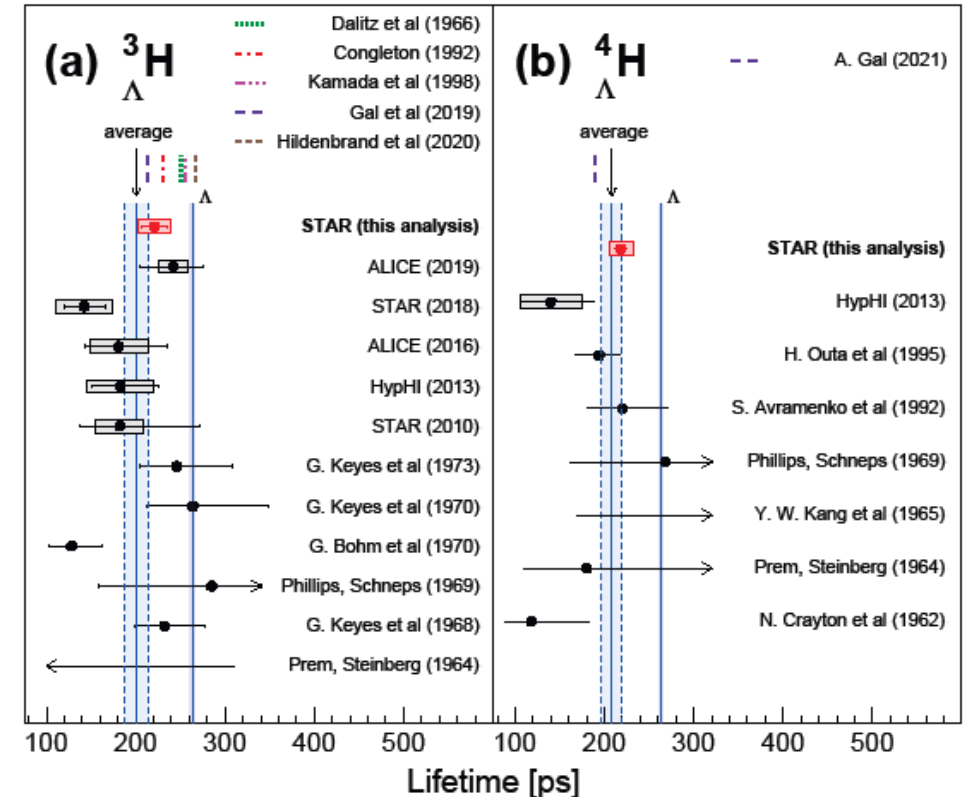 (a) ³H
Λ
average
Dalitz et al (1966)
Congleton (1992)
Kamada et al (1998)
Gal et al (2019)
Hildenbrand et al (2020)
Λ
STAR (this analysis)
ALICE (2019)
STAR (2018)
ALICE (2016)
HypHI (2013)
STAR (2010)
G. Keyes et al (1973)
G. Keyes et al (1970)
G. Bohm et al (1970)
Phillips, Schneps (1969)
G. Keyes et al (1968)
Prem, Steinberg (1964)
100 200 300 400 500
(b) ⁴H
Λ
average
A. Gal (2021)
Λ
STAR (this analysis)
HypHI (2013)
H. Outa et al (1995)
S. Avramenko et al (1992)
Phillips, Schneps (1969)
Y. W. Kang et al (1965)
Prem, Steinberg (1964)
N. Crayton et al (1962)
100 200 300 400 500
Lifetime [ps]